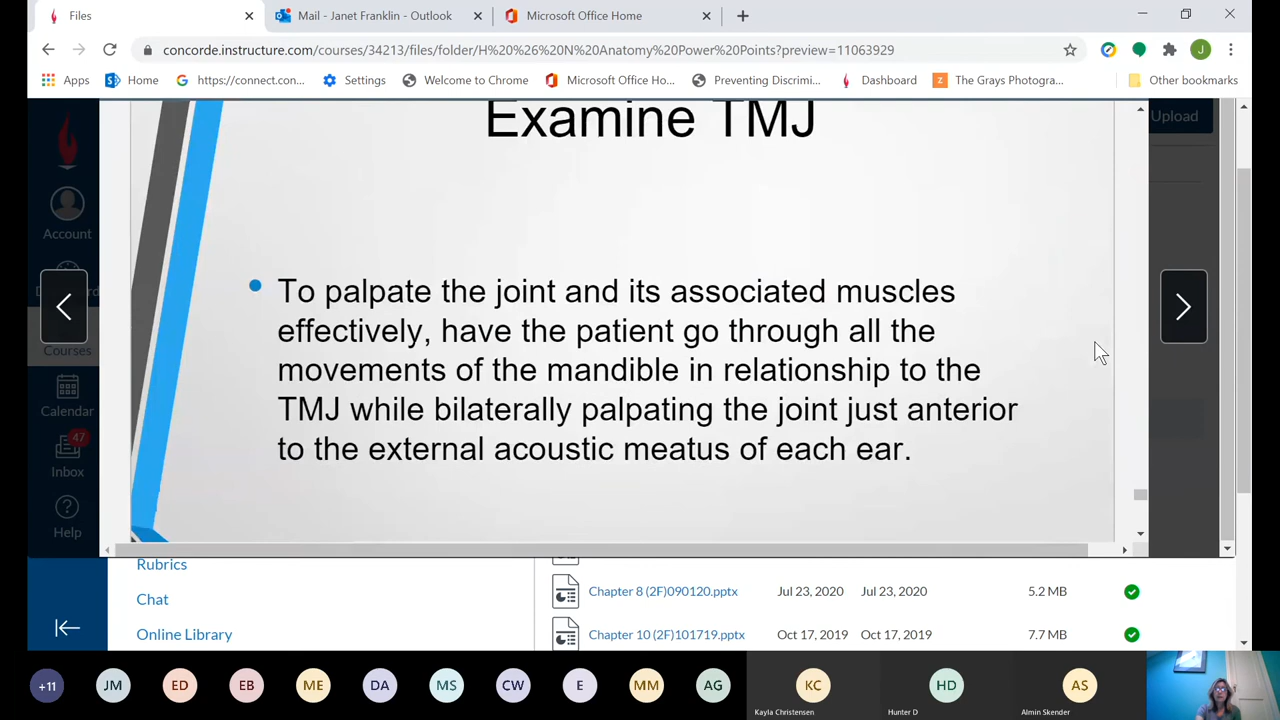 Files
Mail - Janet Franklin - Outlook
Microsoft Office Home
concorde.instructure.com/courses/34213/files/folder/H%20%26%20N%20Anatomy%20Power%20Points?preview=11063929
J
Apps
Home
https://connect.con...
Settings
Welcome to Chrome
Microsoft Office Ho...
Preventing Discrim...
Dashboard
The Grays Photogra...
Other bookmarks
Upload
Examine TMJ
Account
Courses
Calendar
47
Inbox
Help
To palpate the joint and its associated muscles
effectively, have the patient go through all the
movements of the mandible in relationship to the
TMJ while bilaterally palpating the joint just anterior
to the external acoustic meatus of each ear.
Rubrics
Chat
Online Library
Chapter 8 (2F)090120.pptx Jul 23, 2020 Jul 23, 2020 5.2 MB
Chapter 10 (2F)101719.pptx Oct 17, 2019 Oct 17, 2019 7.7 MB
+11 JM ED EB ME DA MS CW E MM AG KC HD AS
Kayla Christensen Hunter D Almin Skender